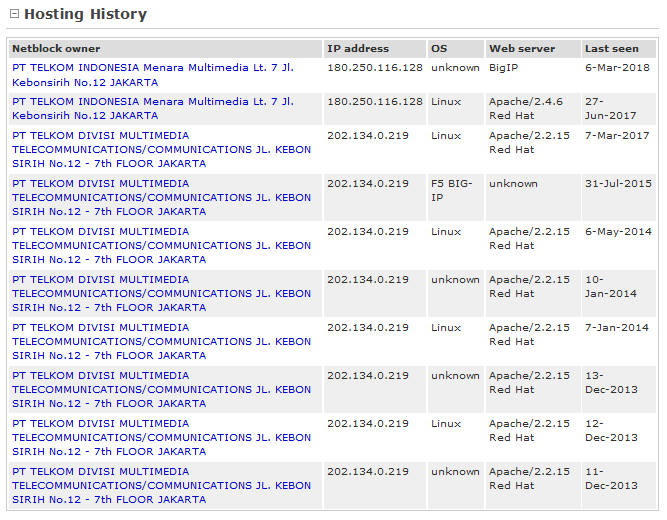 Hosting History
Netblock owner IP address OS Web server Last seen
PT TELKOM INDONESIA Menara Multimedia Lt. 7 Jl. 180.250.116.128 unknown BigIP 6-Mar-2018
Kebonsirih No.12 JAKARTA
PT TELKOM INDONESIA Menara Multimedia Lt. 7 Jl. 180.250.116.128 Linux Apache/2.4.6 27-
Kebonsirih No.12 JAKARTA Red Hat Jun-2017
PT TELKOM DIVISI MULTIMEDIA 202.134.0.219 Linux Apache/2.2.15 7-Mar-2017
TELECOMMUNICATIONS/COMMUNICATIONS JL. KEBON Red Hat
SIRIH No.12 - 7th FLOOR JAKARTA
PT TELKOM DIVISI MULTIMEDIA 202.134.0.219 F5 BIG- unknown 31-Jul-2015
TELECOMMUNICATIONS/COMMUNICATIONS JL. KEBON IP
SIRIH No.12 - 7th FLOOR JAKARTA
PT TELKOM DIVISI MULTIMEDIA 202.134.0.219 Linux Apache/2.2.15 6-May-2014
TELECOMMUNICATIONS/COMMUNICATIONS JL. KEBON Red Hat
SIRIH No.12 - 7th FLOOR JAKARTA
PT TELKOM DIVISI MULTIMEDIA 202.134.0.219 unknown Apache/2.2.15 10-
TELECOMMUNICATIONS/COMMUNICATIONS JL. KEBON Red Hat Jan-2014
SIRIH No.12 - 7th FLOOR JAKARTA
PT TELKOM DIVISI MULTIMEDIA 202.134.0.219 Linux Apache/2.2.15 7-Jan-2014
TELECOMMUNICATIONS/COMMUNICATIONS JL. KEBON Red Hat
SIRIH No.12 - 7th FLOOR JAKARTA
PT TELKOM DIVISI MULTIMEDIA 202.134.0.219 unknown Apache/2.2.15 13-
TELECOMMUNICATIONS/COMMUNICATIONS JL. KEBON Red Hat Dec-2013
SIRIH No.12 - 7th FLOOR JAKARTA
PT TELKOM DIVISI MULTIMEDIA 202.134.0.219 Linux Apache/2.2.15 12-
TELECOMMUNICATIONS/COMMUNICATIONS JL. KEBON Red Hat Dec-2013
SIRIH No.12 - 7th FLOOR JAKARTA
PT TELKOM DIVISI MULTIMEDIA 202.134.0.219 unknown Apache/2.2.15 11-
TELECOMMUNICATIONS/COMMUNICATIONS JL. KEBON Red Hat Dec-2013
SIRIH No.12 - 7th FLOOR JAKARTA